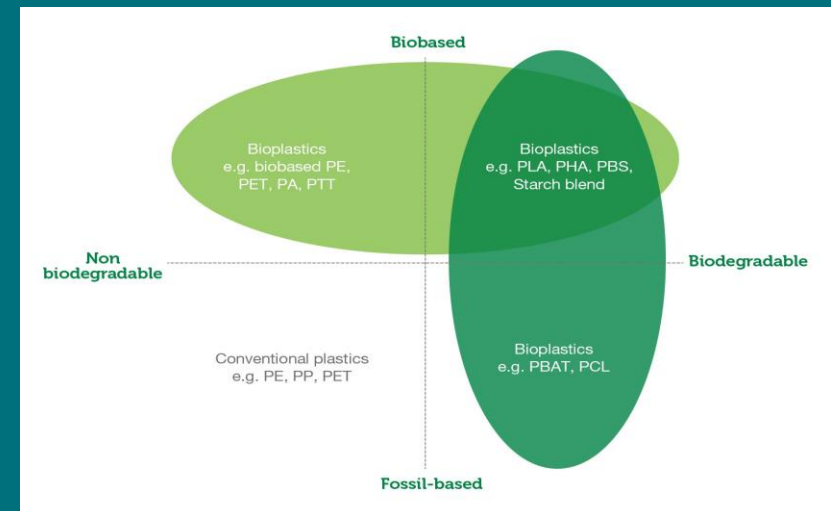 Biobased
Bioplastics
e.g. biobased PE,
PET, PA, PTT
Bioplastics
e.g. PLA, PHA, PBS,
Starch blend
Non
biodegradable
Biodegradable
Conventional plastics
e.g. PE, PP, PET
Bioplastics
e.g. PBAT, PCL
Fossil-based